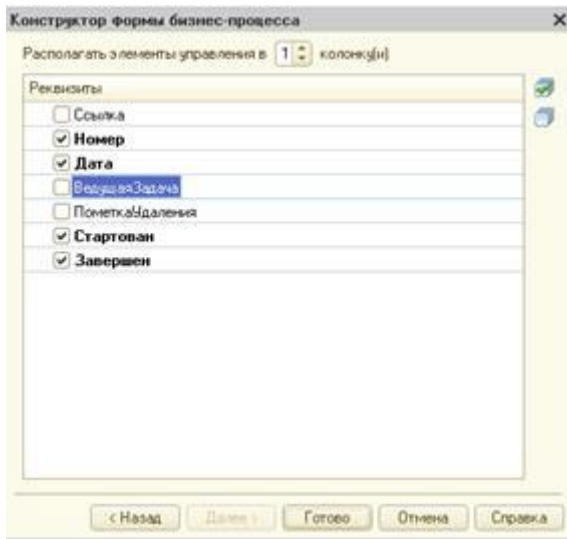 Конструктор формы бизнес-процесса
Располагать элементы управления в 1 колонку(и)
Реквизиты
Ссылка
Номер
Дата
ВедущаяЗадача
ПометкаУдаления
Стартован
Завершен
< Назад Далее > Готово Отмена Справка